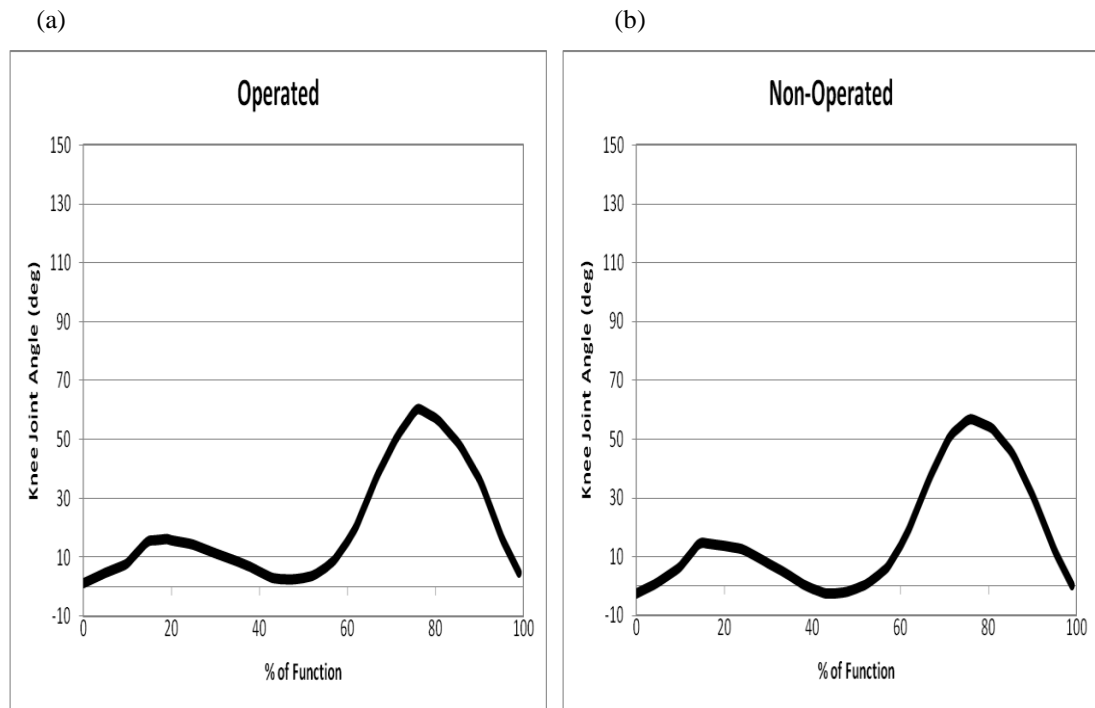 (a)
(b)
Operated
150
130
110
90
70
50
30
10
-10
0 20 40 60 80 100
Knee Joint Angle (deg)
% of Function
Non-Operated
150
130
110
90
70
50
30
10
-10
0 20 40 60 80 100
Knee Joint Angle (deg)
% of Function